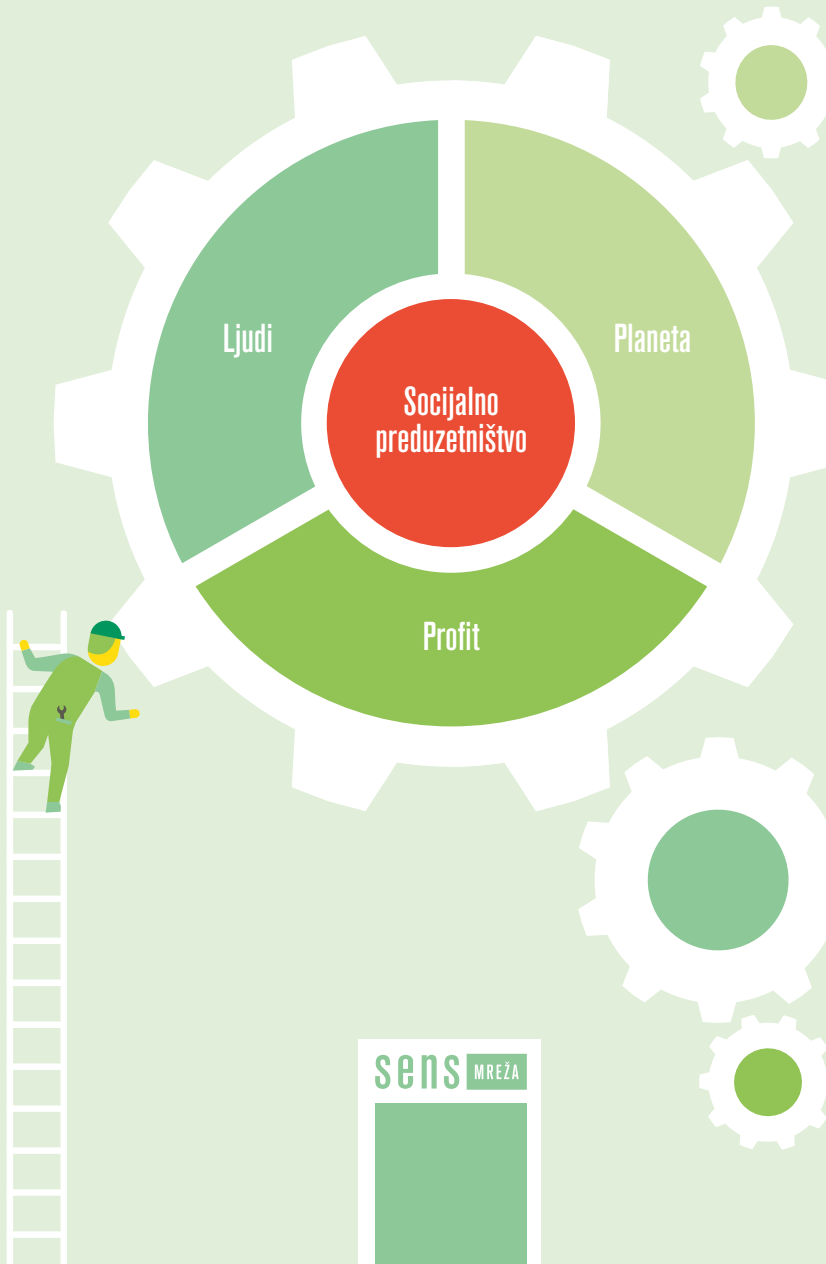 Ljudi
Planeta
Socijalno
preduzetništvo
Profit
sens MREŽA